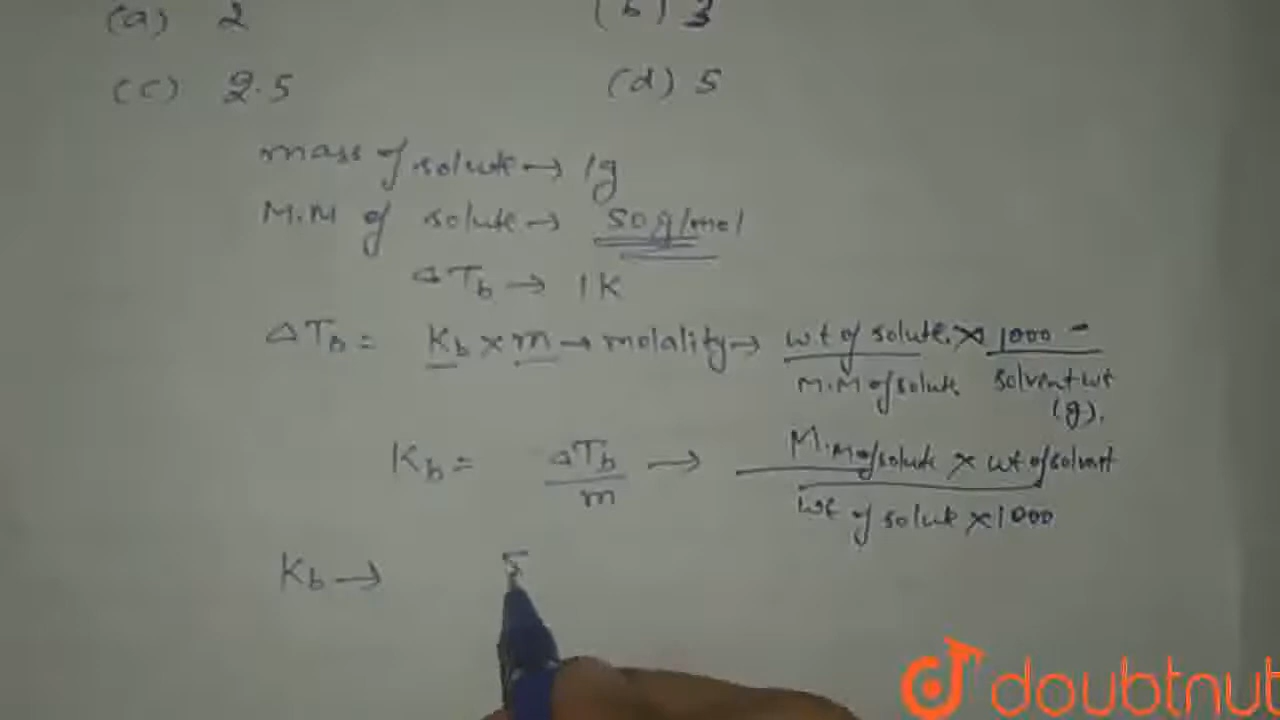 (a) 2 (b) 3
(c) 2.5 (d) 5
mass of solute → 1g
M.M of solute → 50g/mol
ΔTb → 1K
ΔTb = Kb × m → molality → wt of solute × 1000
M.M of solute solvent wt
(g).
Kb = ΔTb → M.M of solute × wt of solvent
m wt of solute × 1000
Kb → 5
doubtnut